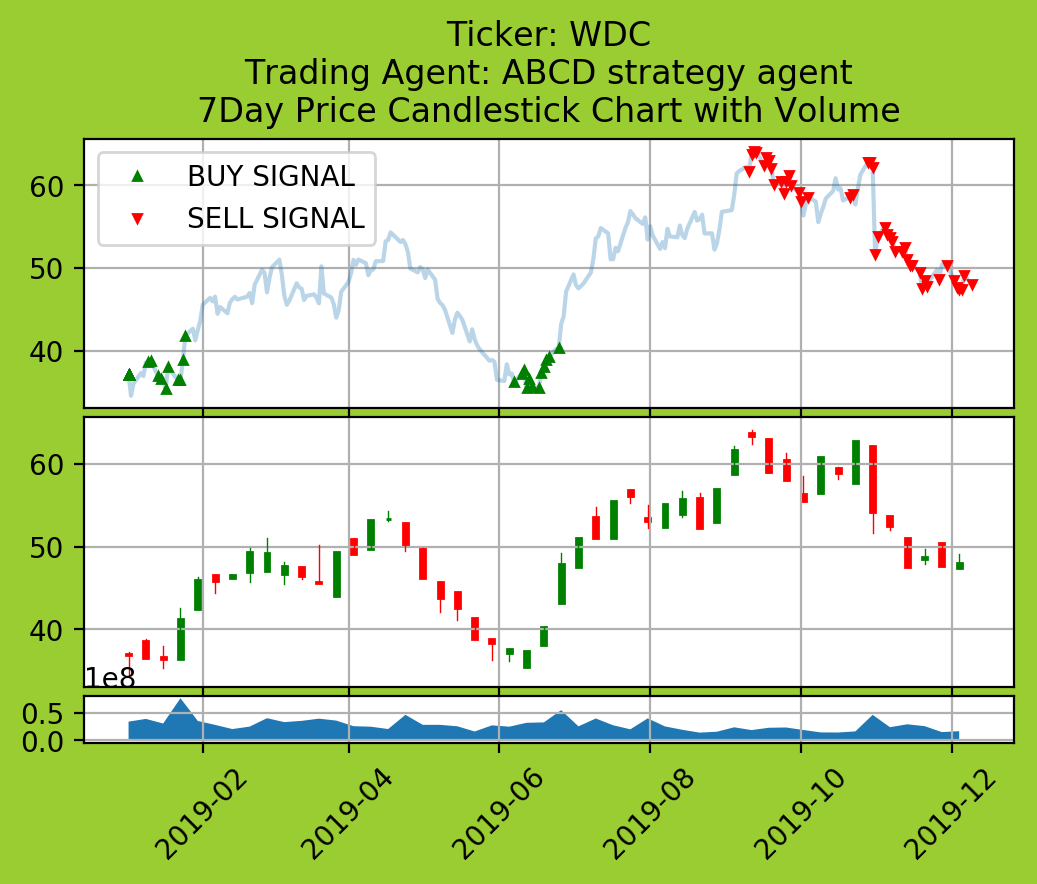 Ticker: WDC
Trading Agent: ABCD strategy agent
7Day Price Candlestick Chart with Volume
BUY SIGNAL
SELL SIGNAL
60
50
40
60
50
40
1e8
0.5
0.0
2019-02
2019-04
2019-06
2019-08
2019-10
2019-12